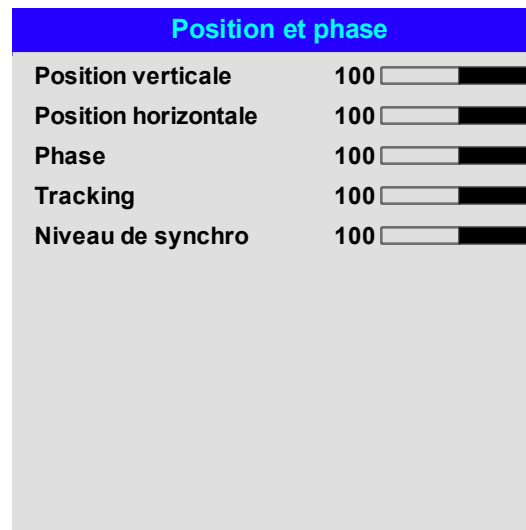 Position et phase
Position verticale 100
Position horizontale 100
Phase 100
Tracking 100
Niveau de synchro 100